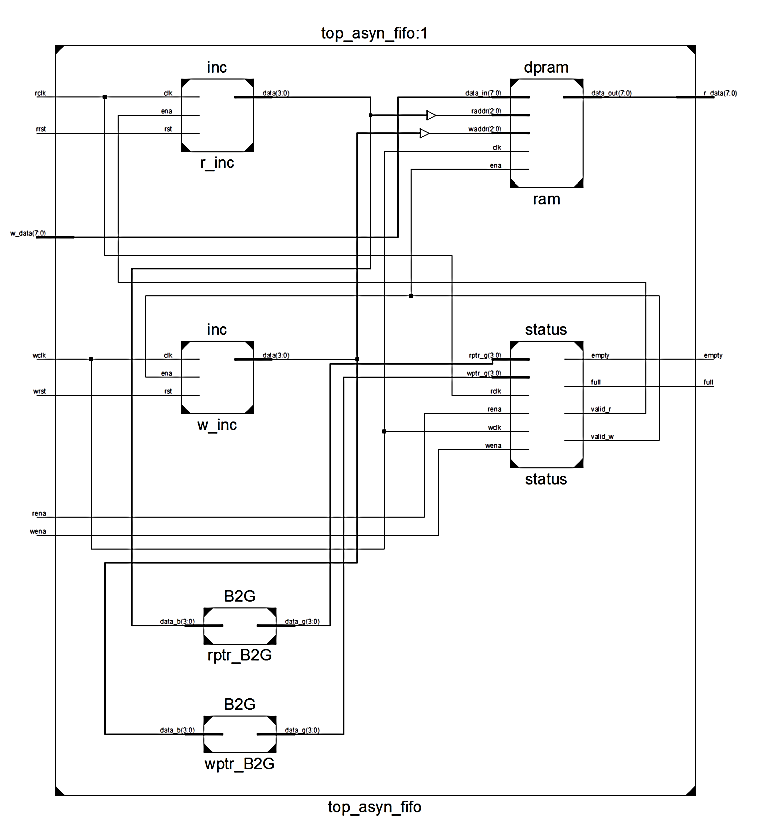 top_asyn_fifo:1
inc
dpram
rclk
clk
data(3:0)
data_in(7:0)
data_out(7:0)
r_data(7:0)
ena
raddr(2:0)
rrst
rst
waddr(2:0)
clk
r_inc
ena
ram
w_data(7:0)
inc
status
wclk
clk
data(3:0)
rptr_g(3:0)
empty
empty
ena
wptr_g(3:0)
full
full
wrst
rst
rclk
w_inc
rena
valid_r
wclk
valid_w
wena
status
rena
wena
B2G
data_b(3:0)
data_g(3:0)
rptr_B2G
B2G
data_b(3:0)
data_g(3:0)
wptr_B2G
top_asyn_fifo